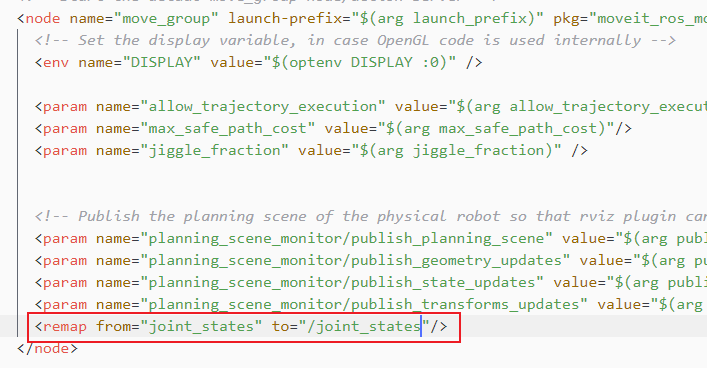 <node name="move_group" launch-prefix="$(arg launch_prefix)" pkg="moveit_ros_mo
<!-- Set the display variable, in case OpenGL code is used internally -->
<env name="DISPLAY" value="$(optenv DISPLAY :0)" />
<param name="allow_trajectory_execution" value="$(arg allow_trajectory_execut
<param name="max_safe_path_cost" value="$(arg max_safe_path_cost)"/>
<param name="jiggle_fraction" value="$(arg jiggle_fraction)" />
<!-- Publish the planning scene of the physical robot so that rviz plugin can
<param name="planning_scene_monitor/publish_planning_scene" value="$(arg publ
<param name="planning_scene_monitor/publish_geometry_updates" value="$(arg pu
<param name="planning_scene_monitor/publish_state_updates" value="$(arg publi
<param name="planning_scene_monitor/publish_transforms_updates" value="$(arg
<remap from="joint_states" to="/joint_states"/>
</node>